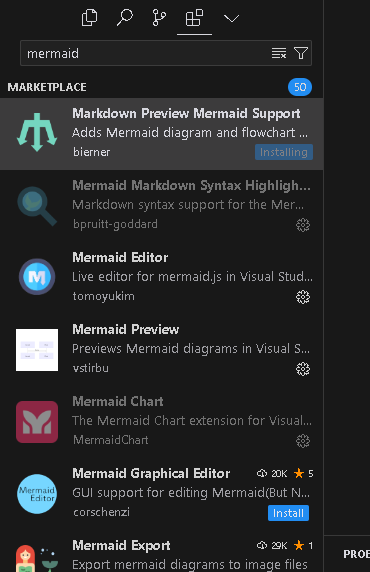 mermaid
MARKETPLACE
50
Markdown Preview Mermaid Support
Adds Mermaid diagram and flowchart ...
bierner
Installing
Mermaid Markdown Syntax Highligh...
Markdown syntax support for the Mer...
bpruitt-goddard
Mermaid Editor
Live editor for mermaid.js in Visual Stud...
tomoyukim
Mermaid Preview
Previews Mermaid diagrams in Visual S...
vstirbu
Mermaid Chart
The Mermaid Chart extension for Visual...
MermaidChart
Mermaid Graphical Editor 20K 5
GUI support for editing Mermaid(But N...
corschenzi
Install
Mermaid
Editor
Mermaid Export 29K 1
Export mermaid diagrams to image files